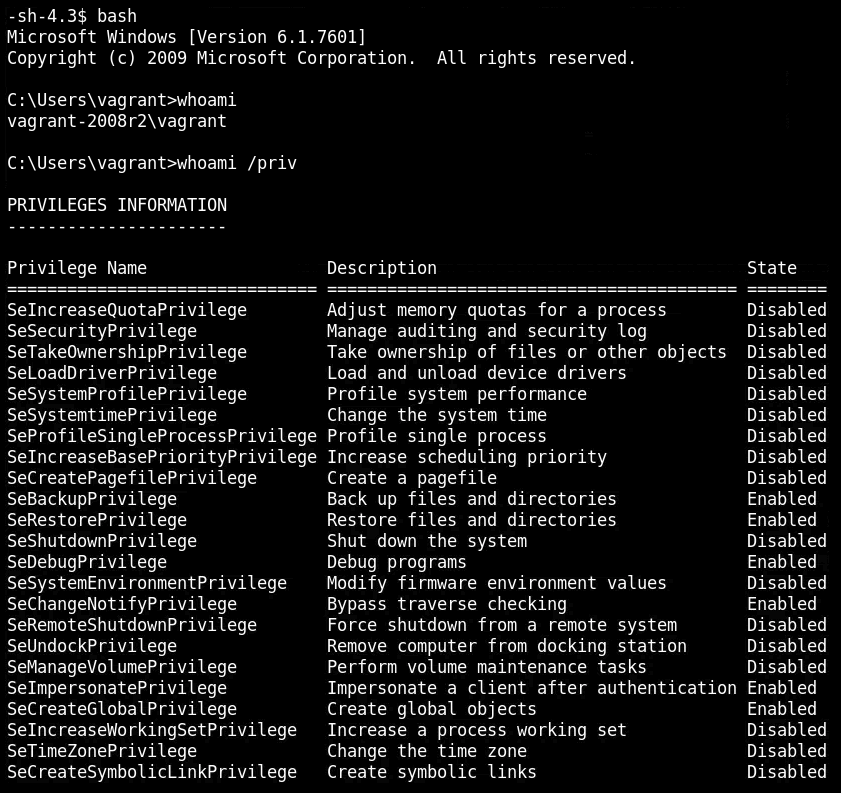 -sh-4.3$ bash
Microsoft Windows [Version 6.1.7601]
Copyright (c) 2009 Microsoft Corporation.  All rights reserved.

C:\Users\vagrant>whoami
vagrant-2008r2\vagrant

C:\Users\vagrant>whoami /priv

PRIVILEGES INFORMATION
----------------------

Privilege Name                  Description                               State
=============================== ========================================= ========
SeIncreaseQuotaPrivilege        Adjust memory quotas for a process        Disabled
SeSecurityPrivilege             Manage auditing and security log          Disabled
SeTakeOwnershipPrivilege        Take ownership of files or other objects  Disabled
SeLoadDriverPrivilege           Load and unload device drivers            Disabled
SeSystemProfilePrivilege        Profile system performance                Disabled
SeSystemtimePrivilege           Change the system time                    Disabled
SeProfileSingleProcessPrivilege Profile single process                    Disabled
SeIncreaseBasePriorityPrivilege Increase scheduling priority              Disabled
SeCreatePagefilePrivilege       Create a pagefile                         Disabled
SeBackupPrivilege               Back up files and directories             Enabled
SeRestorePrivilege              Restore files and directories             Enabled
SeShutdownPrivilege             Shut down the system                      Disabled
SeDebugPrivilege                Debug programs                            Enabled
SeSystemEnvironmentPrivilege    Modify firmware environment values        Disabled
SeChangeNotifyPrivilege         Bypass traverse checking                  Enabled
SeRemoteShutdownPrivilege       Force shutdown from a remote system       Disabled
SeUndockPrivilege               Remove computer from docking station      Disabled
SeManageVolumePrivilege         Perform volume maintenance tasks          Disabled
SeImpersonatePrivilege          Impersonate a client after authentication Enabled
SeCreateGlobalPrivilege         Create global objects                     Enabled
SeIncreaseWorkingSetPrivilege   Increase a process working set            Disabled
SeTimeZonePrivilege             Change the time zone                      Disabled
SeCreateSymbolicLinkPrivilege   Create symbolic links                     Disabled